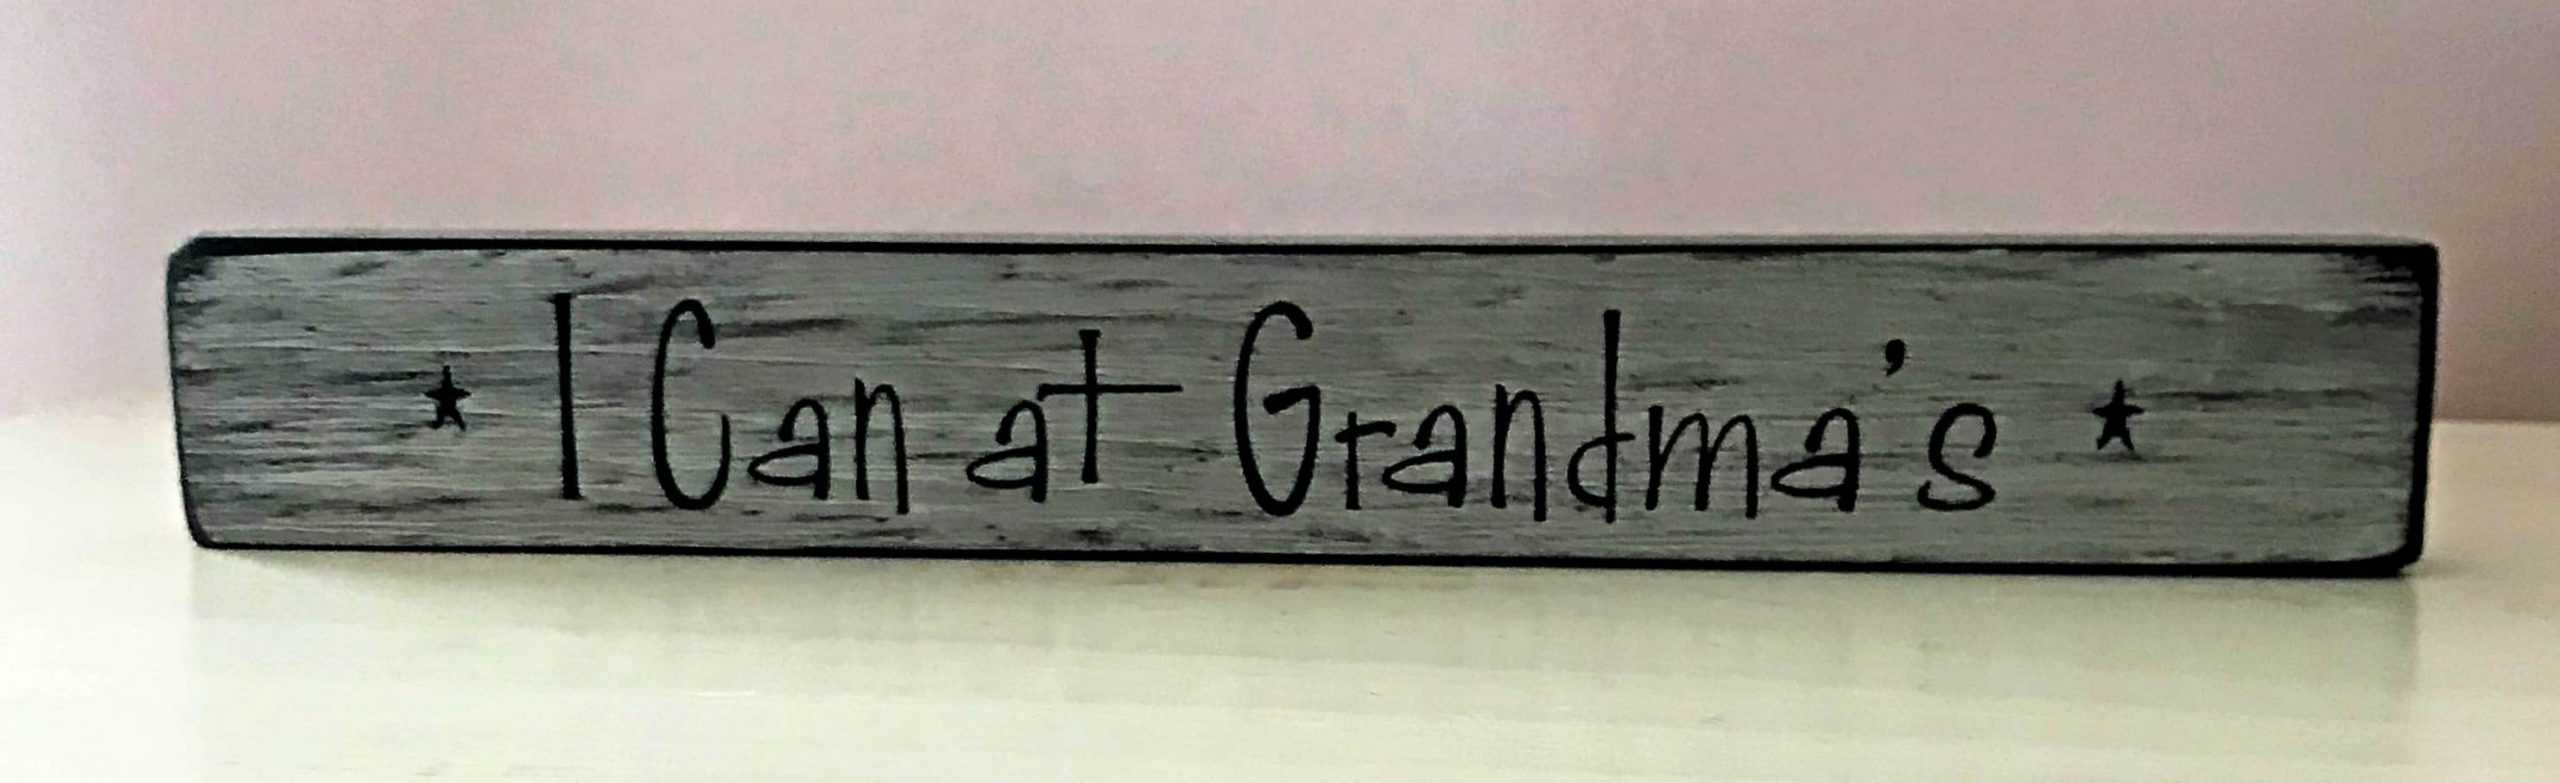 ★ I Can at Grandma's ★